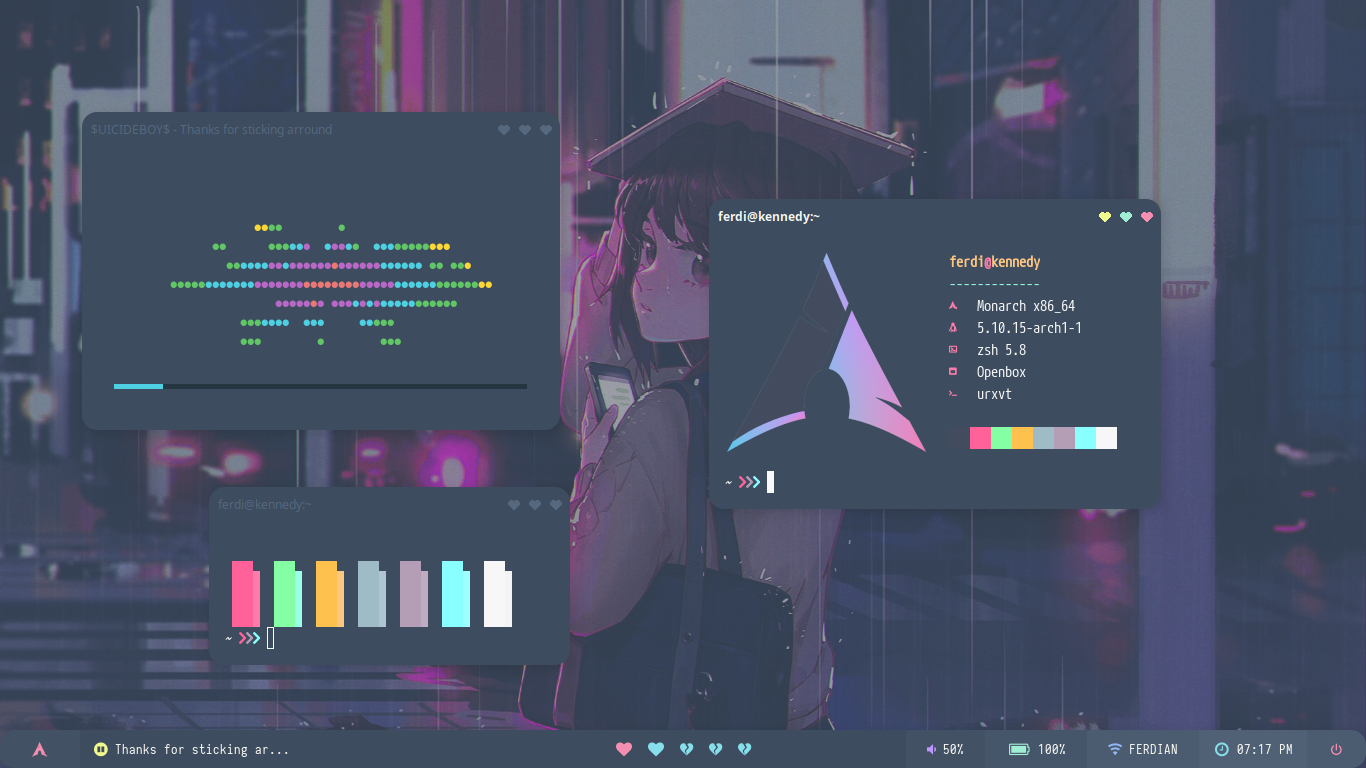 $UICIDEBOY$ - Thanks for sticking arround
ferdi@kennedy:~
ferdi@kennedy
-------------
Monarch x86_64
5.10.15-arch1-1
zsh 5.8
Openbox
urxvt
~ ❯❯❯
ferdi@kennedy:~
~ ❯❯❯
Thanks for sticking ar...
50%
100%
FERDIAN
07:17 PM